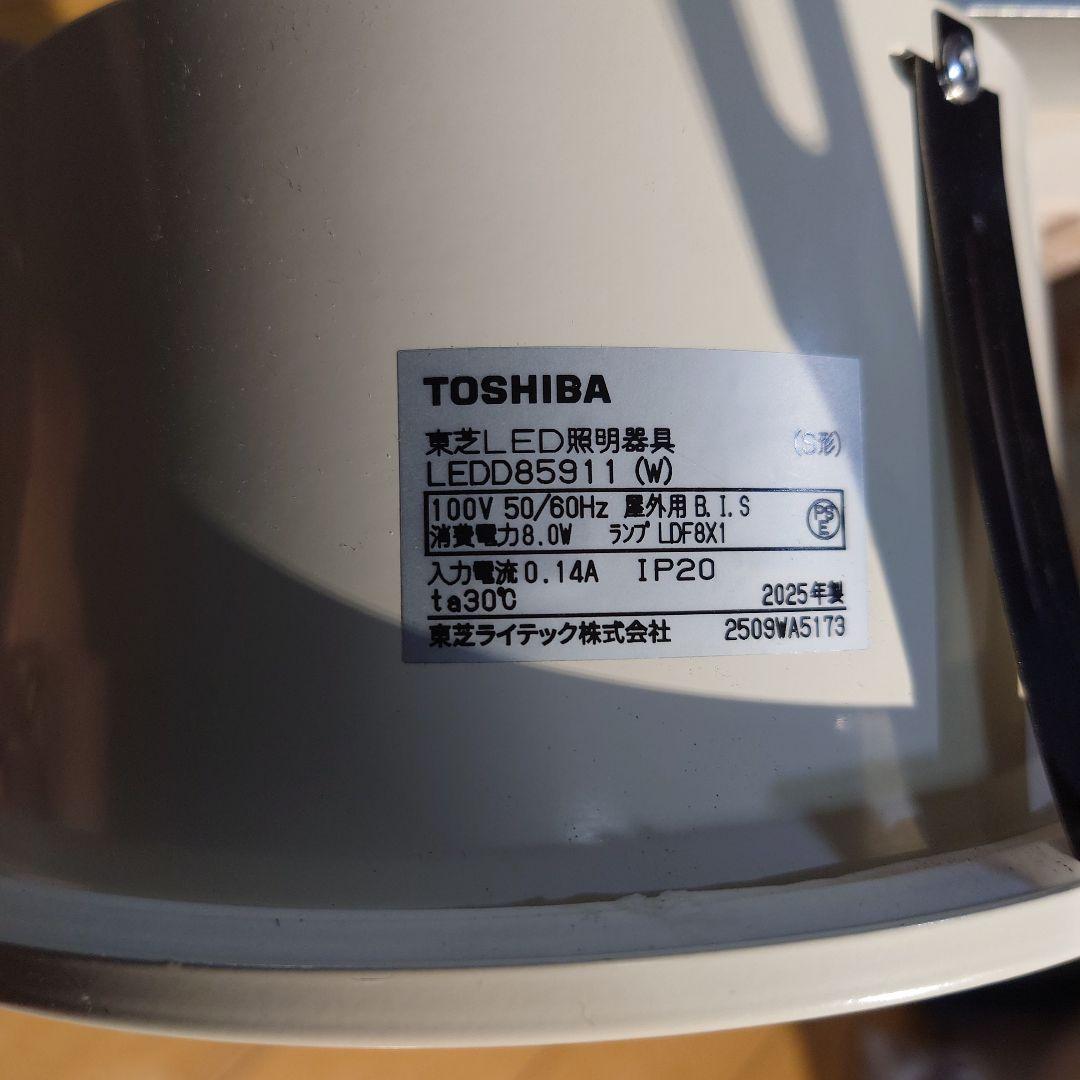 TOSHIBA
東芝LED照明器具 (S形)
LEDD85911(W)
100V 50/60Hz 屋外用 B.I.S
消費電力8.0W ランプ LDF8X1
PSE
入力電流0.14A IP20
ta30℃ 2025年製
東芝ライテック株式会社 2509WA5173